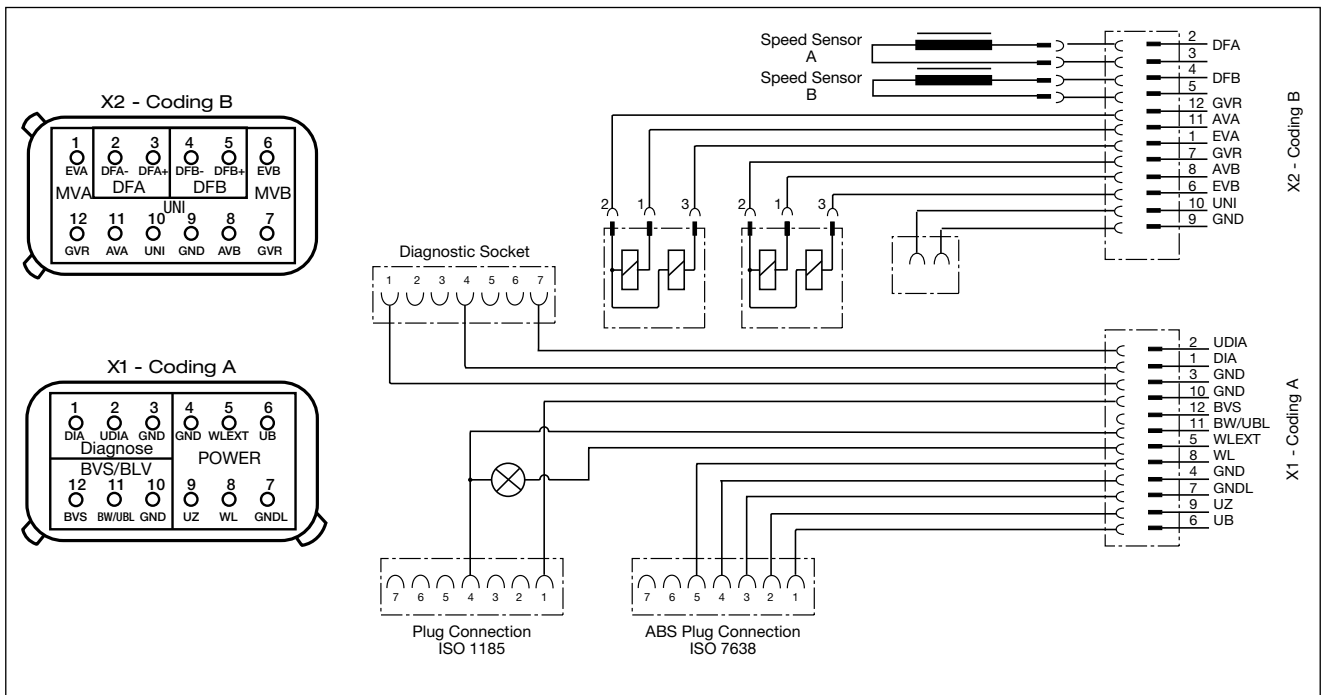 Speed Sensor
A
Speed Sensor
B
2 DFA
3
4 DFB
5
12 GVR
11 AVA
1 EVA
7 GVR
8 AVB
6 EVB
10 UNI
9 GND
X2 - Coding B
X2 - Coding B
1 2 3 4 5 6
EVA DFA- DFA+ DFB- DFB+ EVB
MVA DFA DFB MVB
UNI
12 11 10 9 8 7
GVR AVA UNI GND AVB GVR
2 1 3 2 1 3
Diagnostic Socket
1 2 3 4 5 6 7
X1 - Coding A
1 2 3 4 5 6
DIA UDIA GND GND WLEXT UB
Diagnose POWER
BVS/BLV
12 11 10 9 8 7
BVS BW/UBL GND UZ WL GNDL
2 UDIA
1 DIA
3 GND
10 GND
12 BVS
11 BW/UBL
5 WLEXT
8 WL
4 GND
7 GNDL
9 UZ
6 UB
X1 - Coding A
7 6 5 4 3 2 1
Plug Connection
ISO 1185
7 6 5 4 3 2 1
ABS Plug Connection
ISO 7638